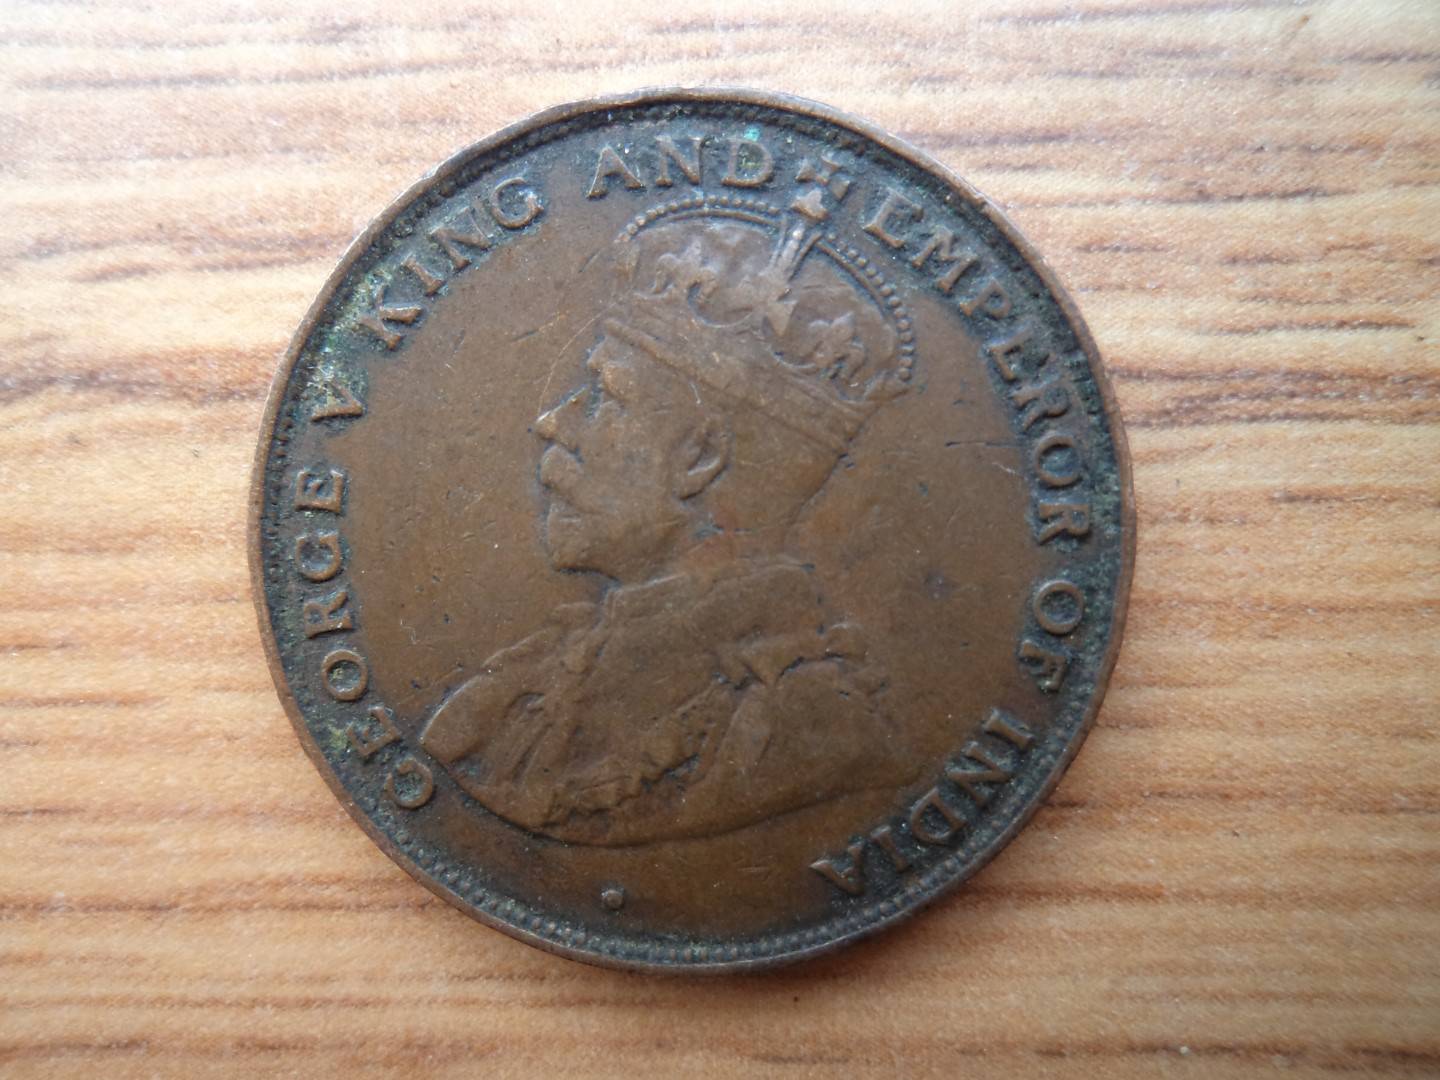 GEORGE V KING AND EMPEROR OF INDIA